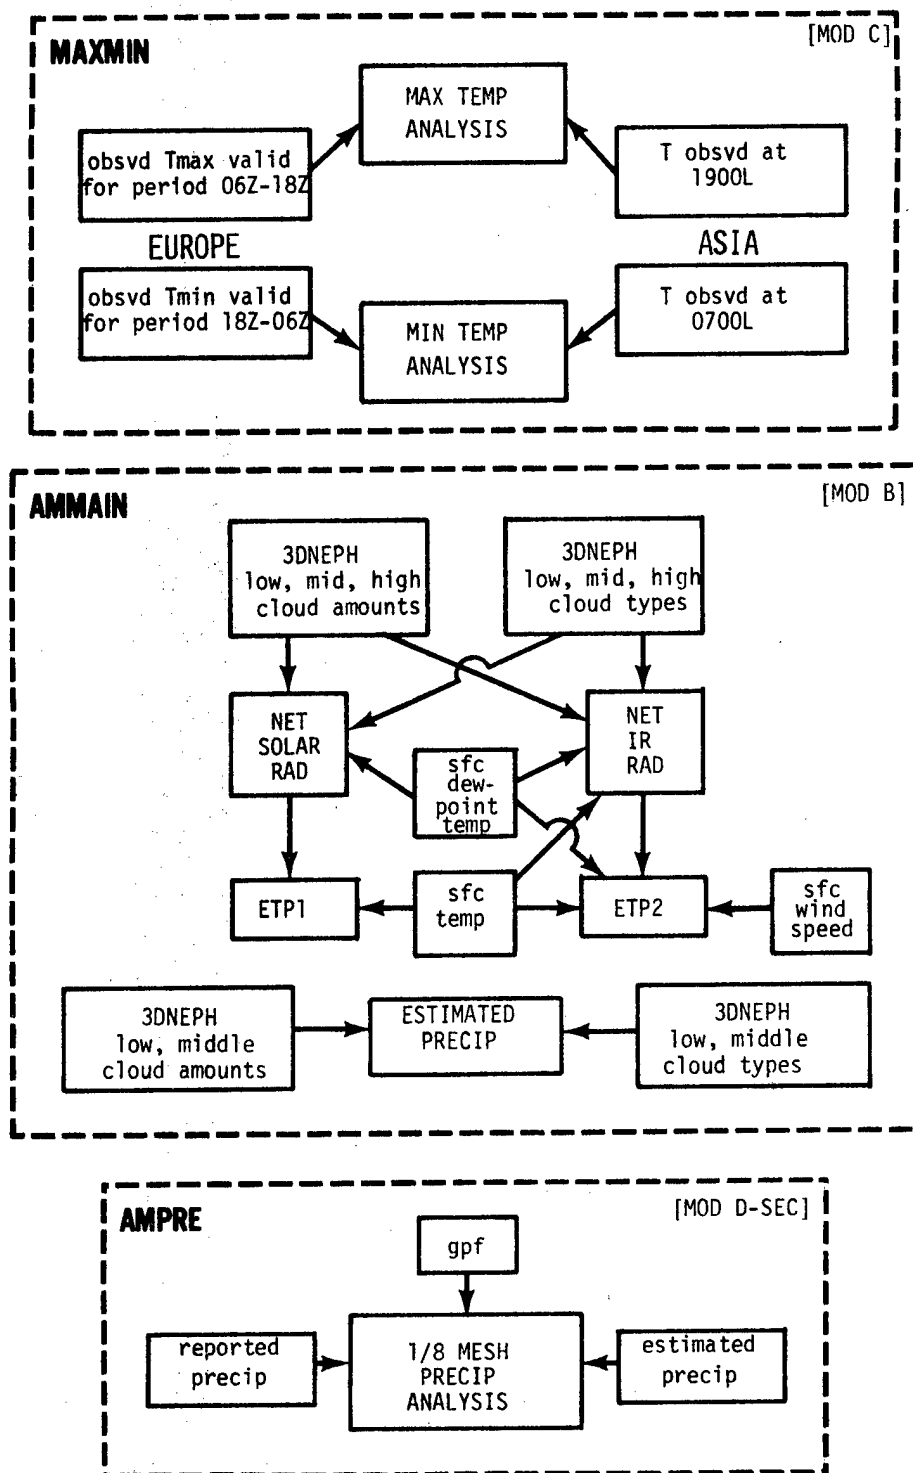 MAXMIN
[MOD C]
MAX TEMP
ANALYSIS
obsvd Tmax valid
for period 06Z-18Z
T obsvd at
1900L
EUROPE
ASIA
obsvd Tmin valid
for period 18Z-06Z
T obsvd at
0700L
MIN TEMP
ANALYSIS
AMMAIN
[MOD B]
3DNEPH
low, mid, high
cloud amounts
3DNEPH
low, mid, high
cloud types
NET
SOLAR
RAD
NET
IR
RAD
sfc
dew-
point
temp
ETP1
sfc
temp
ETP2
sfc
wind
speed
3DNEPH
low, middle
cloud amounts
ESTIMATED
PRECIP
3DNEPH
low, middle
cloud types
AMPRE
[MOD D-SEC]
gpf
reported
precip
1/8 MESH
PRECIP
ANALYSIS
estimated
precip